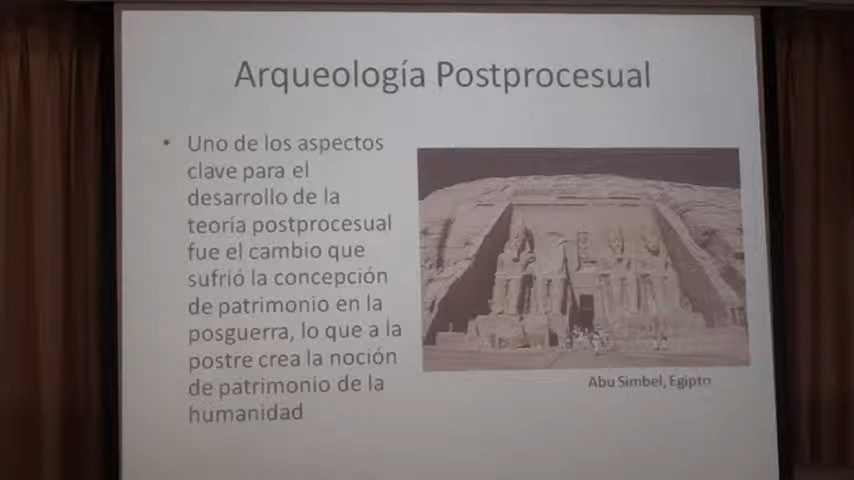 Arqueología Postprocesual
• Uno de los aspectos
clave para el
desarrollo de la
teoría postprocesual
fue el cambio que
sufrió la concepción
de patrimonio en la
posguerra, lo que a la
postre crea la noción
de patrimonio de la
humanidad
Abu Simbel, Egipto